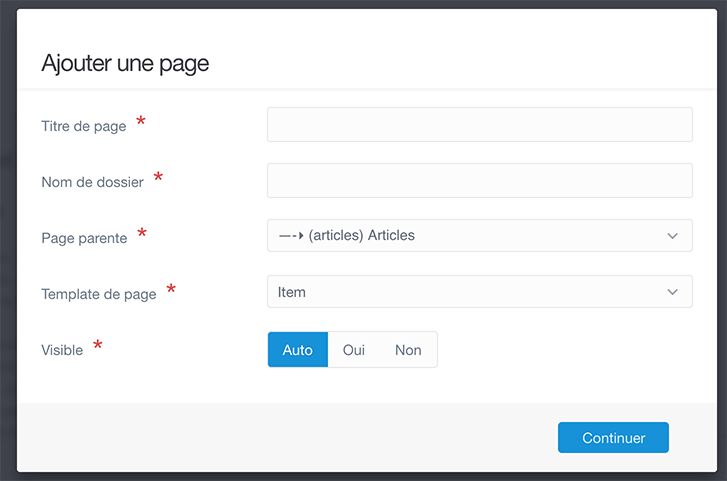 Ajouter une page
Titre de page *
Nom de dossier *
Page parente * —-▸ (articles) Articles
Template de page * Item
Visible * Auto Oui Non
Continuer